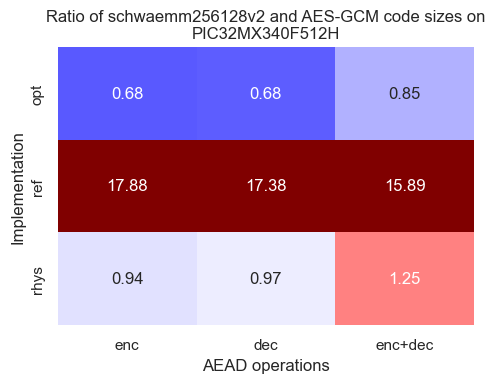 Ratio of schwaemm256128v2 and AES-GCM code sizes on
PIC32MX340F512H
Implementation
opt
0.68 0.68 0.85
ref
17.88 17.38 15.89
rhys
0.94 0.97 1.25
enc dec enc+dec
AEAD operations